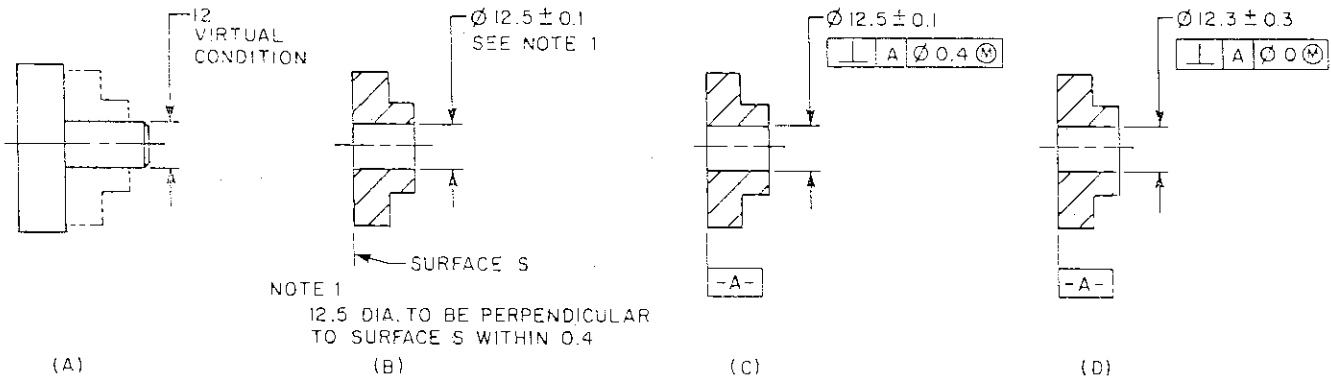 12
VIRTUAL
CONDITION
Ø 12.5 ± 0.1
SEE NOTE 1
Ø 12.5 ± 0.1
⊥ A Ø 0.4 Ⓜ
Ø 12.3 ± 0.3
⊥ A Ø 0 Ⓜ
SURFACE S
-A-
-A-
NOTE 1
12.5 DIA. TO BE PERPENDICULAR
TO SURFACE S WITHIN 0.4
(A)
(B)
(C)
(D)